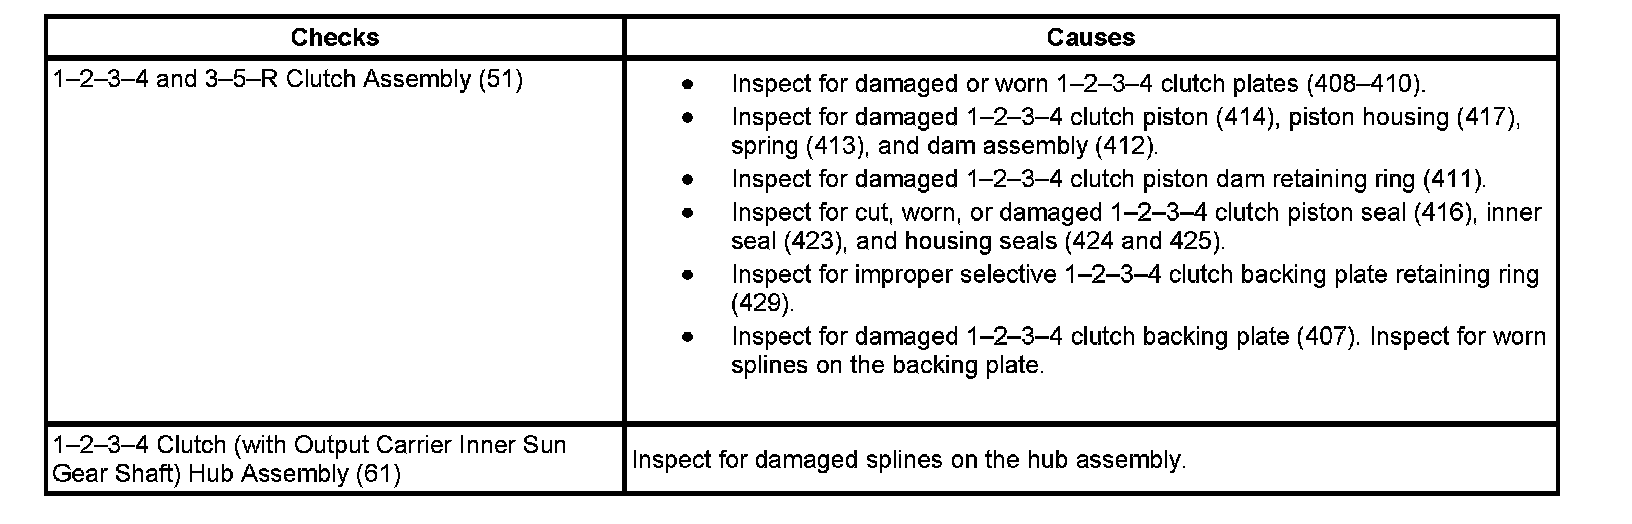 Checks
Causes
1–2–3–4 and 3–5–R Clutch Assembly (51)
● Inspect for damaged or worn 1–2–3–4 clutch plates (408–410).
● Inspect for damaged 1–2–3–4 clutch piston (414), piston housing (417),
spring (413), and dam assembly (412).
● Inspect for damaged 1–2–3–4 clutch piston dam retaining ring (411).
● Inspect for cut, worn, or damaged 1–2–3–4 clutch piston seal (416), inner
seal (423), and housing seals (424 and 425).
● Inspect for improper selective 1–2–3–4 clutch backing plate retaining ring
(429).
● Inspect for damaged 1–2–3–4 clutch backing plate (407). Inspect for worn
splines on the backing plate.
1–2–3–4 Clutch (with Output Carrier Inner Sun
Gear Shaft) Hub Assembly (61)
Inspect for damaged splines on the hub assembly.